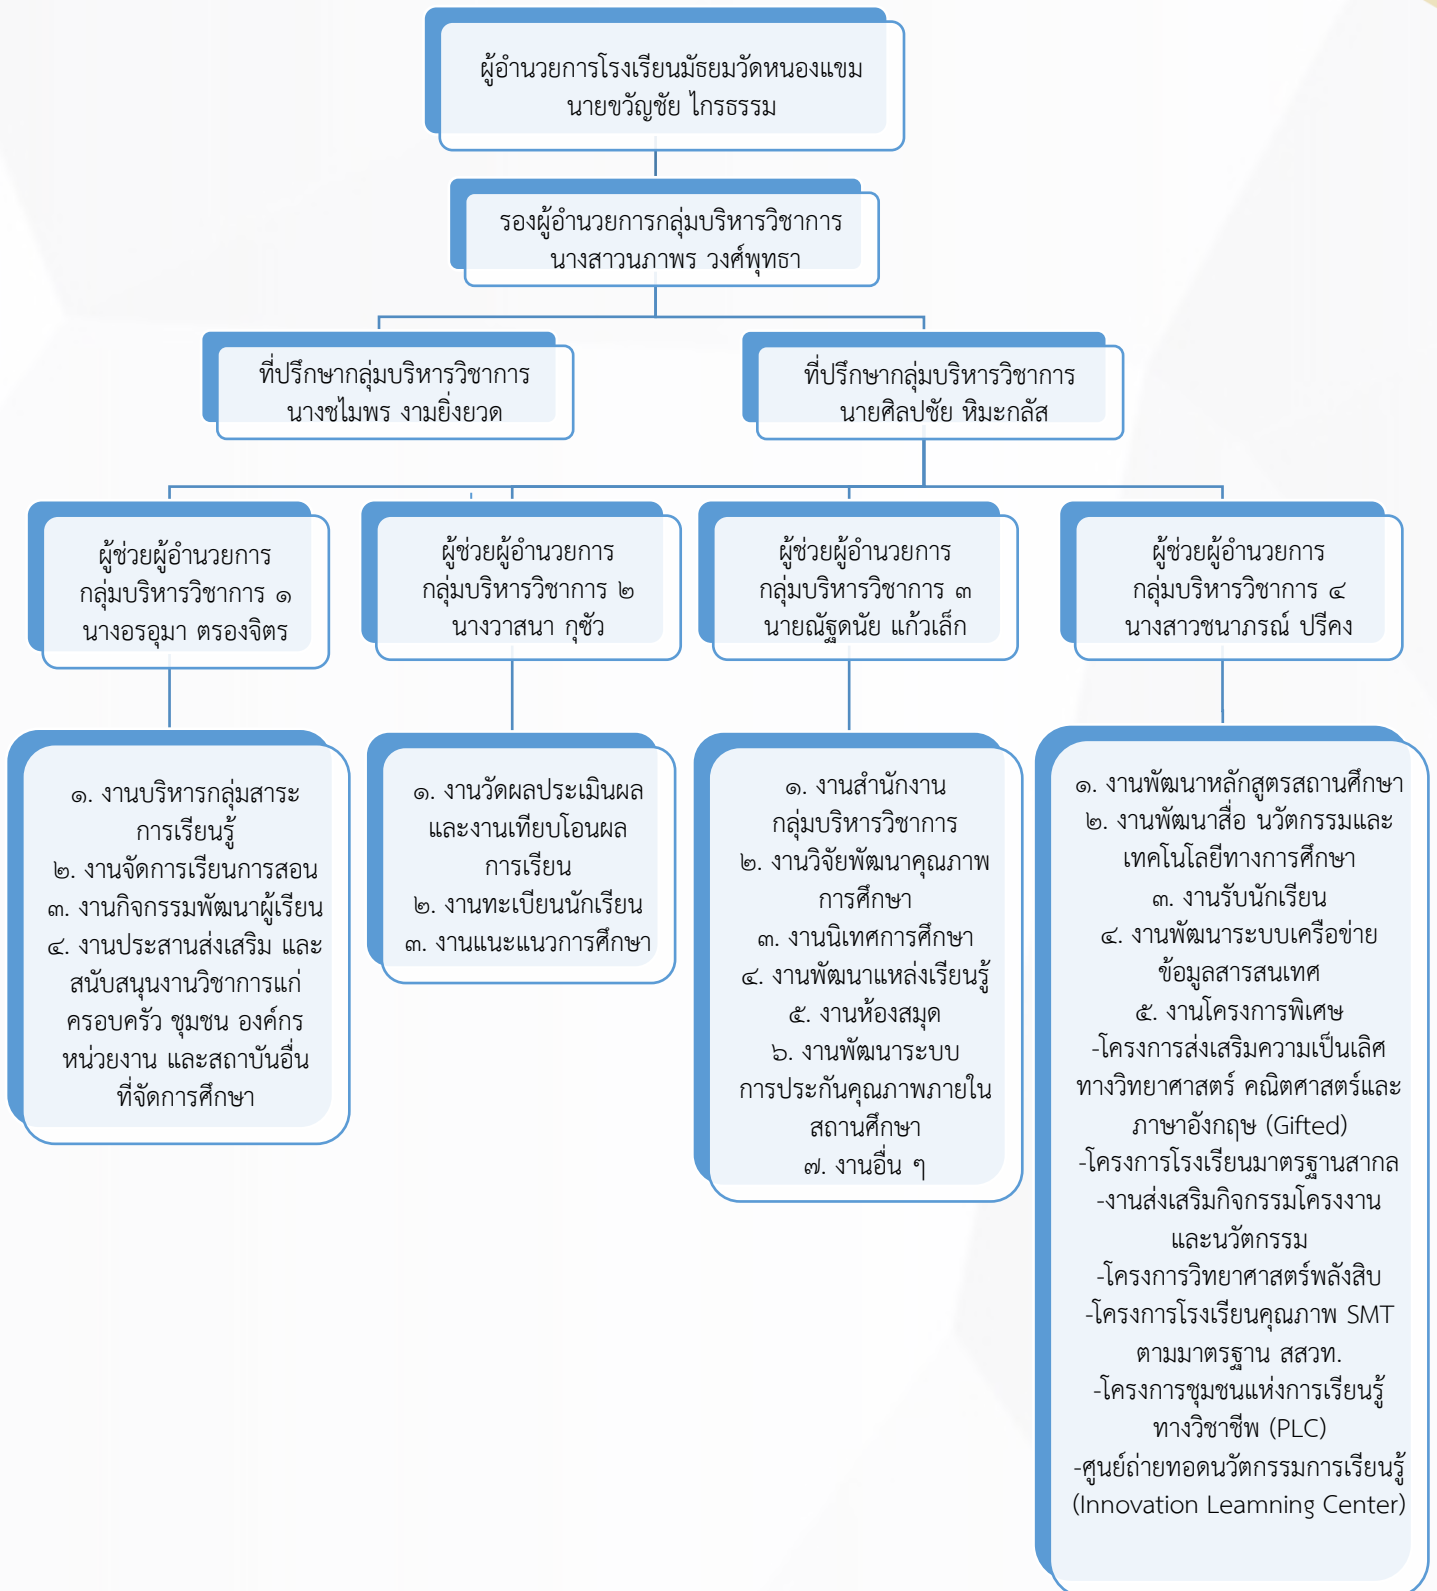 ผู้อำนวยการโรงเรียนมัธยมวัดหนองแขม
นายขวัญชัย ไกรธรรม
รองผู้อำนวยการกลุ่มบริหารวิชาการ
นางสาวนภาพร วงศ์พุทธา
ที่ปรึกษากลุ่มบริหารวิชาการ
นางชไมพร งามยิ่งยวด
ที่ปรึกษากลุ่มบริหารวิชาการ
นายศิลปชัย หิมะกลัส
ผู้ช่วยผู้อำนวยการ
กลุ่มบริหารวิชาการ ๑
นางอรอุมา ตรองจิตร
ผู้ช่วยผู้อำนวยการ
กลุ่มบริหารวิชาการ ๒
นางวาสนา กุซัว
ผู้ช่วยผู้อำนวยการ
กลุ่มบริหารวิชาการ ๓
นายณัฐดนัย แก้วเล็ก
ผู้ช่วยผู้อำนวยการ
กลุ่มบริหารวิชาการ ๔
นางสาวชนาภรณ์ ปรีคง
๑. งานบริหารกลุ่มสาระ
การเรียนรู้
๒. งานจัดการเรียนการสอน
๓. งานกิจกรรมพัฒนาผู้เรียน
๔. งานประสานส่งเสริม และ
สนับสนุนงานวิชาการแก่
ครอบครัว ชุมชน องค์กร
หน่วยงาน และสถาบันอื่น
ที่จัดการศึกษา
๑. งานวัดผลประเมินผล
และงานเทียบโอนผล
การเรียน
๒. งานทะเบียนนักเรียน
๓. งานแนะแนวการศึกษา
๑. งานสำนักงาน
กลุ่มบริหารวิชาการ
๒. งานวิจัยพัฒนาคุณภาพ
การศึกษา
๓. งานนิเทศการศึกษา
๔. งานพัฒนาแหล่งเรียนรู้
๕. งานห้องสมุด
๖. งานพัฒนาระบบ
การประกันคุณภาพภายใน
สถานศึกษา
๗. งานอื่น ๆ
๑. งานพัฒนาหลักสูตรสถานศึกษา
๒. งานพัฒนาสื่อ นวัตกรรมและ
เทคโนโลยีทางการศึกษา
๓. งานรับนักเรียน
๔. งานพัฒนาระบบเครือข่าย
ข้อมูลสารสนเทศ
๕. งานโครงการพิเศษ
-โครงการส่งเสริมความเป็นเลิศ
ทางวิทยาศาสตร์ คณิตศาสตร์และ
ภาษาอังกฤษ (Gifted)
-โครงการโรงเรียนมาตรฐานสากล
-งานส่งเสริมกิจกรรมโครงงาน
และนวัตกรรม
-โครงการวิทยาศาสตร์พลังสิบ
-โครงการโรงเรียนคุณภาพ SMT
ตามมาตรฐาน สสวท.
-โครงการชุมชนแห่งการเรียนรู้
ทางวิชาชีพ (PLC)
-ศูนย์ถ่ายทอดนวัตกรรมการเรียนรู้
(Innovation Leamning Center)